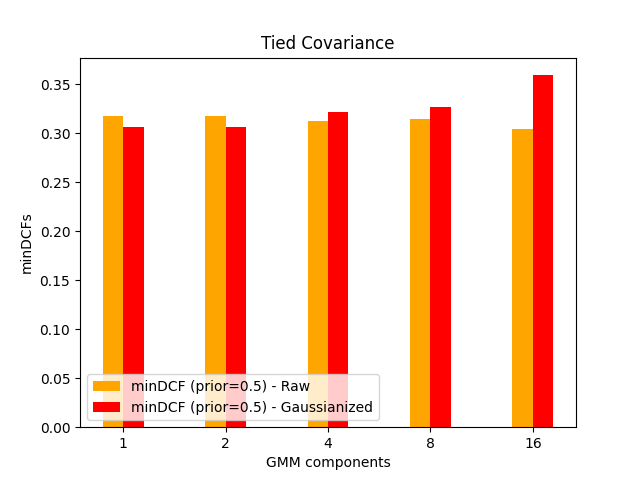 Tied Covariance
minDCFs
0.35
0.30
0.25
0.20
0.15
0.10
0.05
0.00
minDCF (prior=0.5) - Raw
minDCF (prior=0.5) - Gaussianized
1 2 4 8 16
GMM components